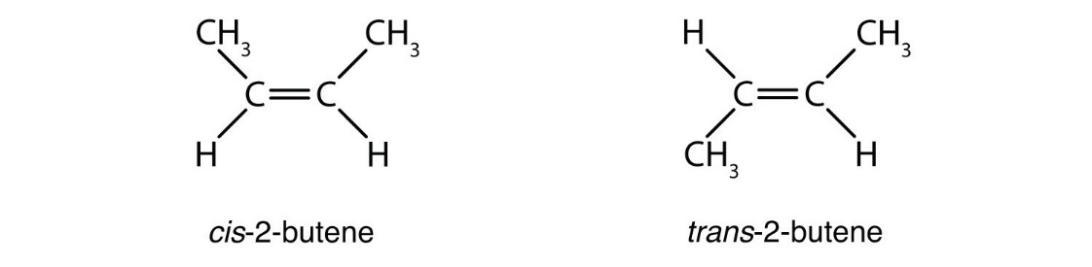 CH3 CH3 H CH3
C=C C=C
H H CH3 H
cis-2-butene trans-2-butene